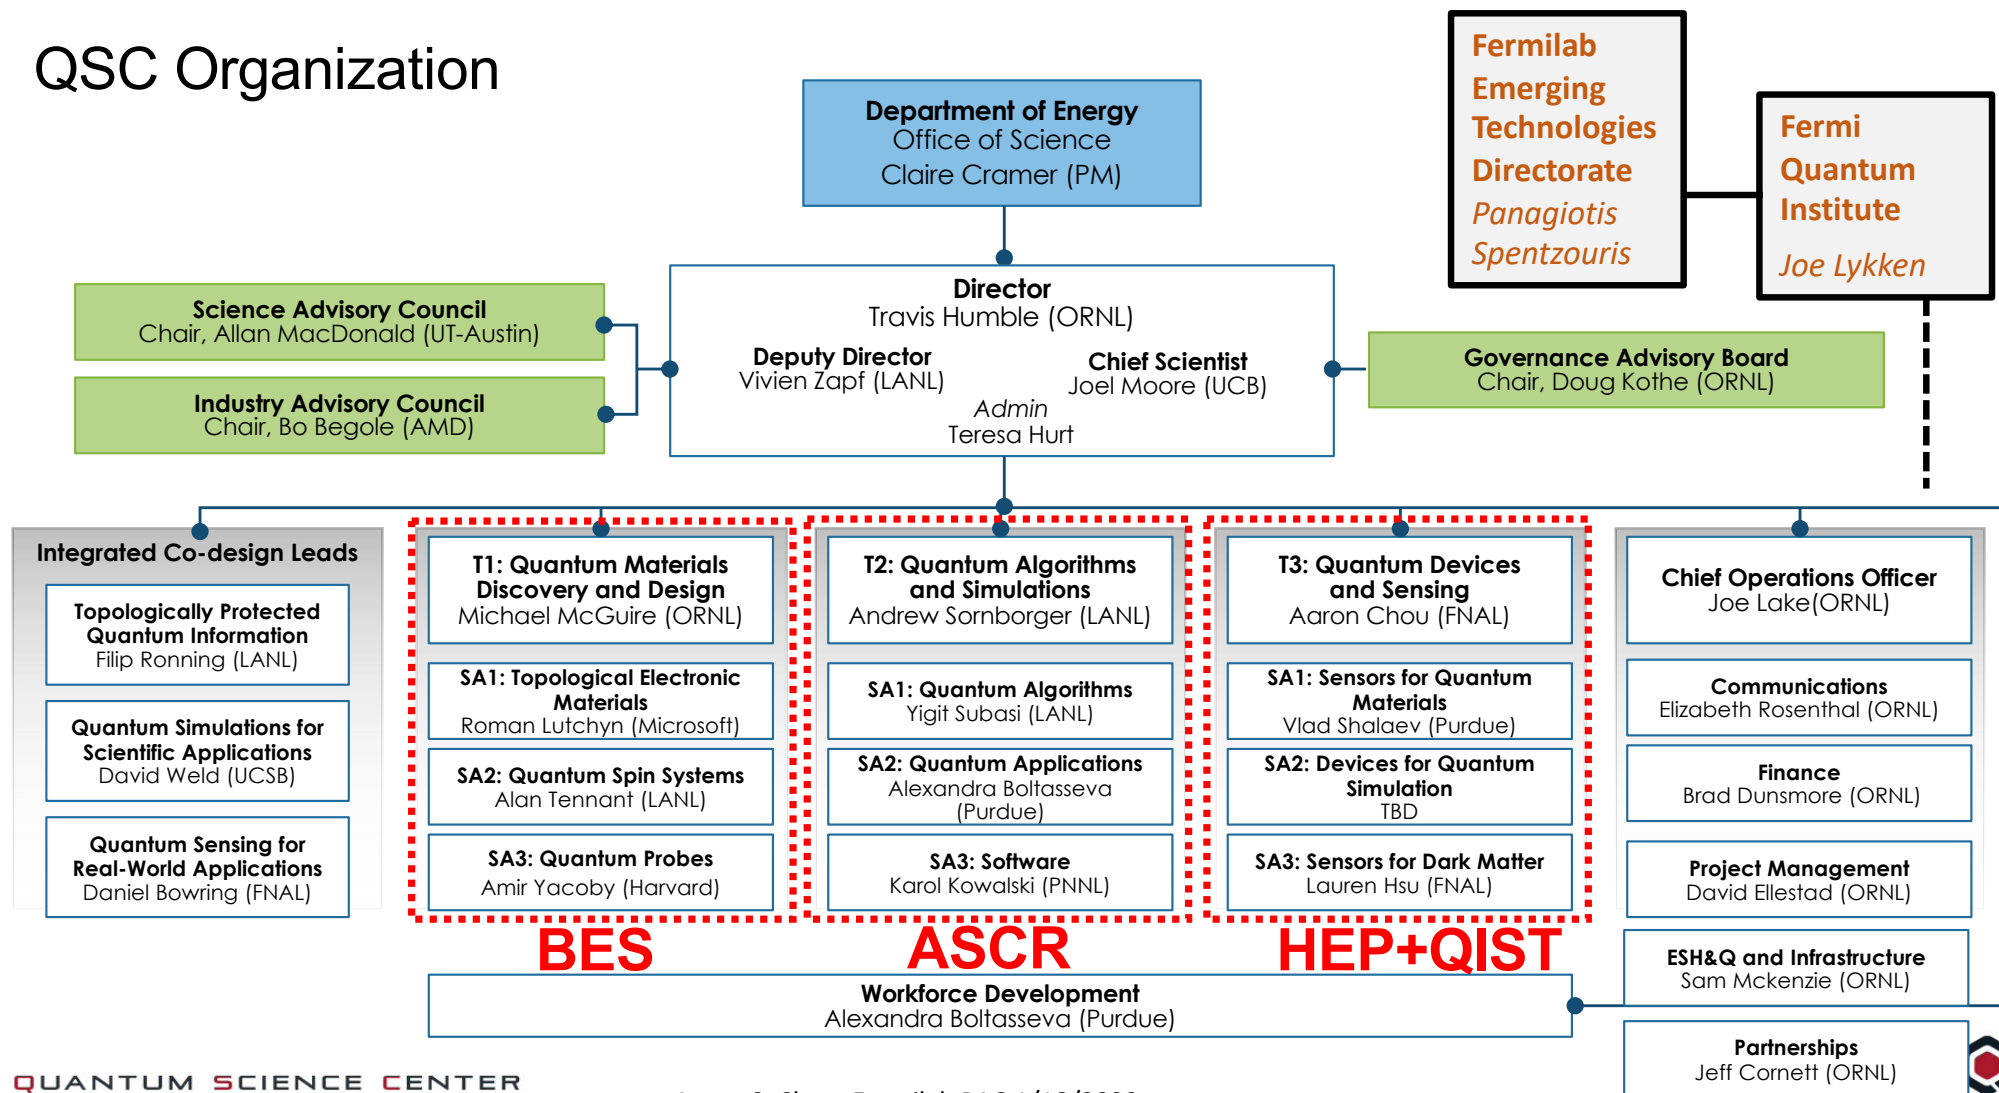 QSC Organization
Fermilab
Emerging
Technologies
Directorate
Panagiotis
Spentzouris
Fermi
Quantum
Institute
Joe Lykken
Department of Energy
Office of Science
Claire Cramer (PM)
Science Advisory Council
Chair, Allan MacDonald (UT-Austin)
Industry Advisory Council
Chair, Bo Begole (AMD)
Director
Travis Humble (ORNL)
Deputy Director
Vivien Zapf (LANL)
Chief Scientist
Joel Moore (UCB)
Admin
Teresa Hurt
Governance Advisory Board
Chair, Doug Kothe (ORNL)
Integrated Co-design Leads
Topologically Protected
Quantum Information
Filip Ronning (LANL)
Quantum Simulations for
Scientific Applications
David Weld (UCSB)
Quantum Sensing for
Real-World Applications
Daniel Bowring (FNAL)
T1: Quantum Materials
Discovery and Design
Michael McGuire (ORNL)
SA1: Topological Electronic
Materials
Roman Lutchyn (Microsoft)
SA2: Quantum Spin Systems
Alan Tennant (LANL)
SA3: Quantum Probes
Amir Yacoby (Harvard)
BES
T2: Quantum Algorithms
and Simulations
Andrew Sornborger (LANL)
SA1: Quantum Algorithms
Yigit Subasi (LANL)
SA2: Quantum Applications
Alexandra Boltasseva
(Purdue)
SA3: Software
Karol Kowalski (PNNL)
ASCR
T3: Quantum Devices
and Sensing
Aaron Chou (FNAL)
SA1: Sensors for Quantum
Materials
Vlad Shalaev (Purdue)
SA2: Devices for Quantum
Simulation
TBD
SA3: Sensors for Dark Matter
Lauren Hsu (FNAL)
HEP+QIST
Chief Operations Officer
Joe Lake(ORNL)
Communications
Elizabeth Rosenthal (ORNL)
Finance
Brad Dunsmore (ORNL)
Project Management
David Ellestad (ORNL)
ESH&Q and Infrastructure
Sam Mckenzie (ORNL)
Partnerships
Jeff Cornett (ORNL)
Workforce Development
Alexandra Boltasseva (Purdue)
QUANTUM SCIENCE CENTER